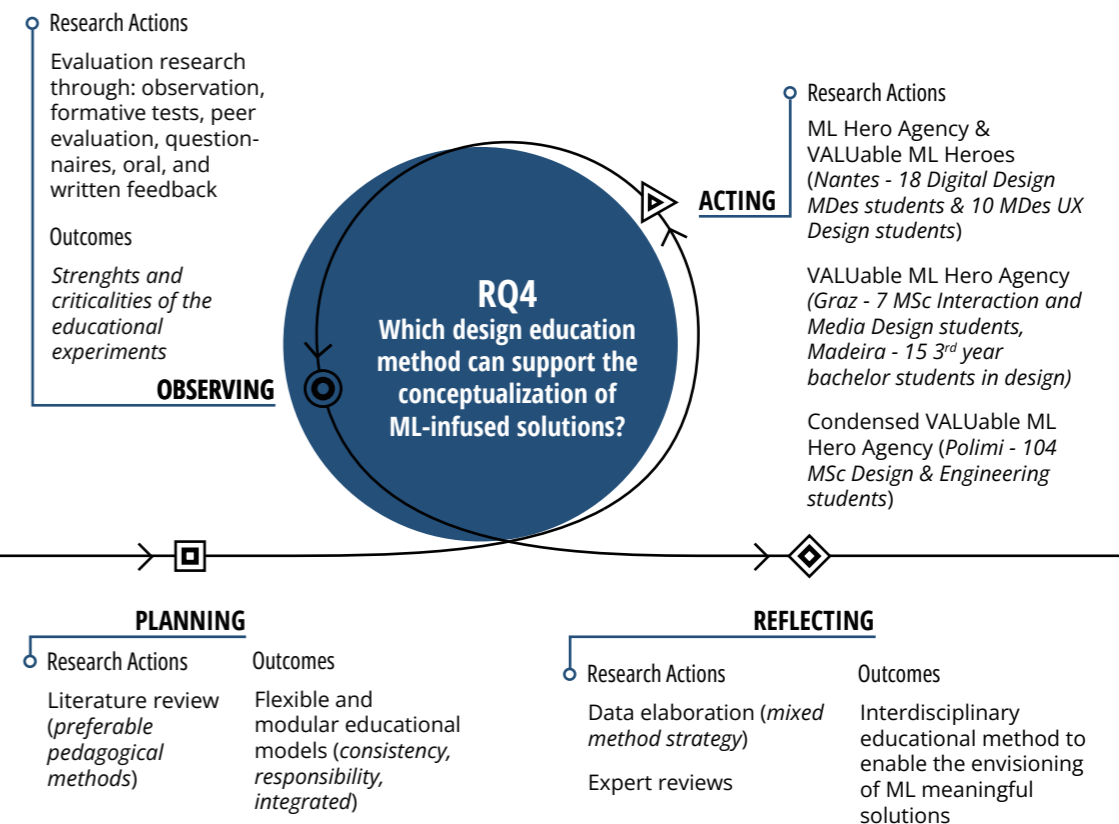 Research Actions
Evaluation research
through: observation,
formative tests, peer
evaluation, question-
naires, oral, and
written feedback
Outcomes
Strenghts and
criticalities of the
educational
experiments
OBSERVING
RQ4
Which design education
method can support the
conceptualization of
ML-infused solutions?
ACTING
Research Actions
ML Hero Agency &
VALUable ML Heroes
(Nantes - 18 Digital Design
MDes students & 10 MDes UX
Design students)
VALUable ML Hero Agency
(Graz - 7 MSc Interaction and
Media Design students,
Madeira - 15 3rd year
bachelor students in design)
Condensed VALUable ML
Hero Agency (Polimi - 104
MSc Design & Engineering
students)
PLANNING
Research Actions
Literature review
(preferable
pedagogical
methods)
Outcomes
Flexible and
modular educational
models (consistency,
responsibility,
integrated)
REFLECTING
Research Actions
Data elaboration (mixed
method strategy)
Expert reviews
Outcomes
Interdisciplinary
educational method to
enable the envisioning
of ML meaningful
solutions